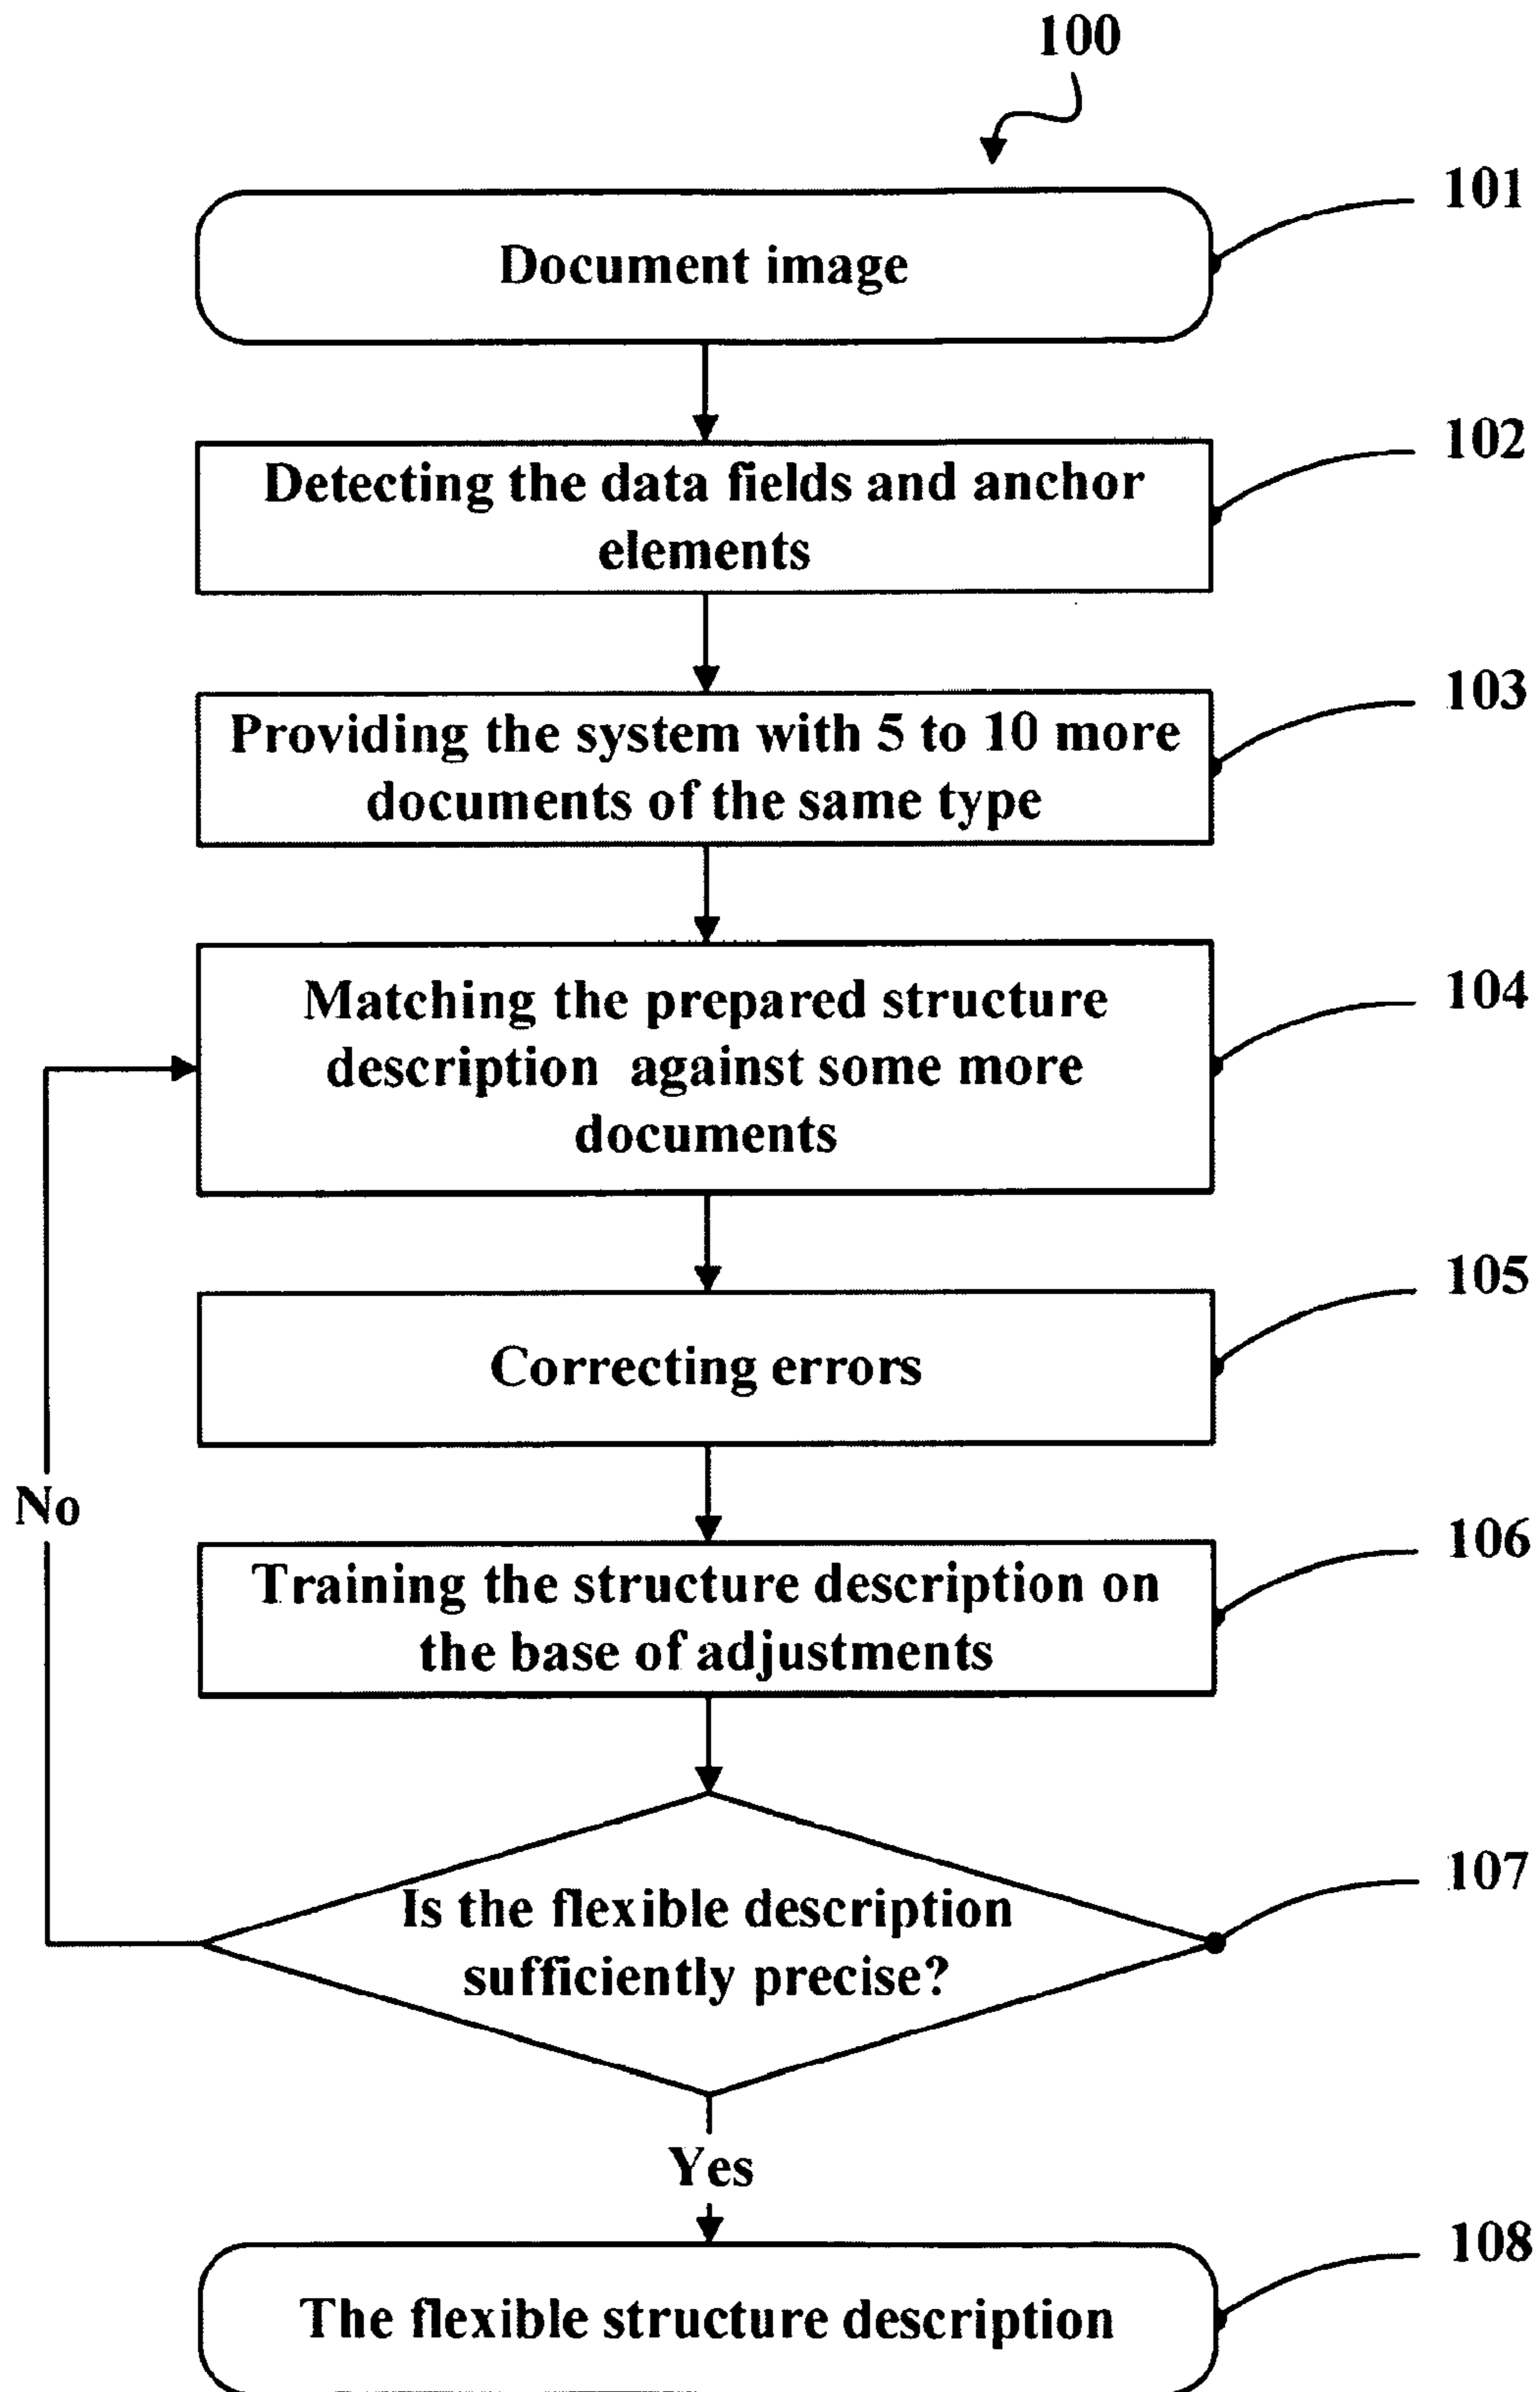 100
101
Document image
102
Detecting the data fields and anchor
elements
103
Providing the system with 5 to 10 more
documents of the same type
104
Matching the prepared structure
description against some more
documents
105
Correcting errors
No
106
Training the structure description on
the base of adjustments
107
Is the flexible description
sufficiently precise?
Yes
108
The flexible structure description